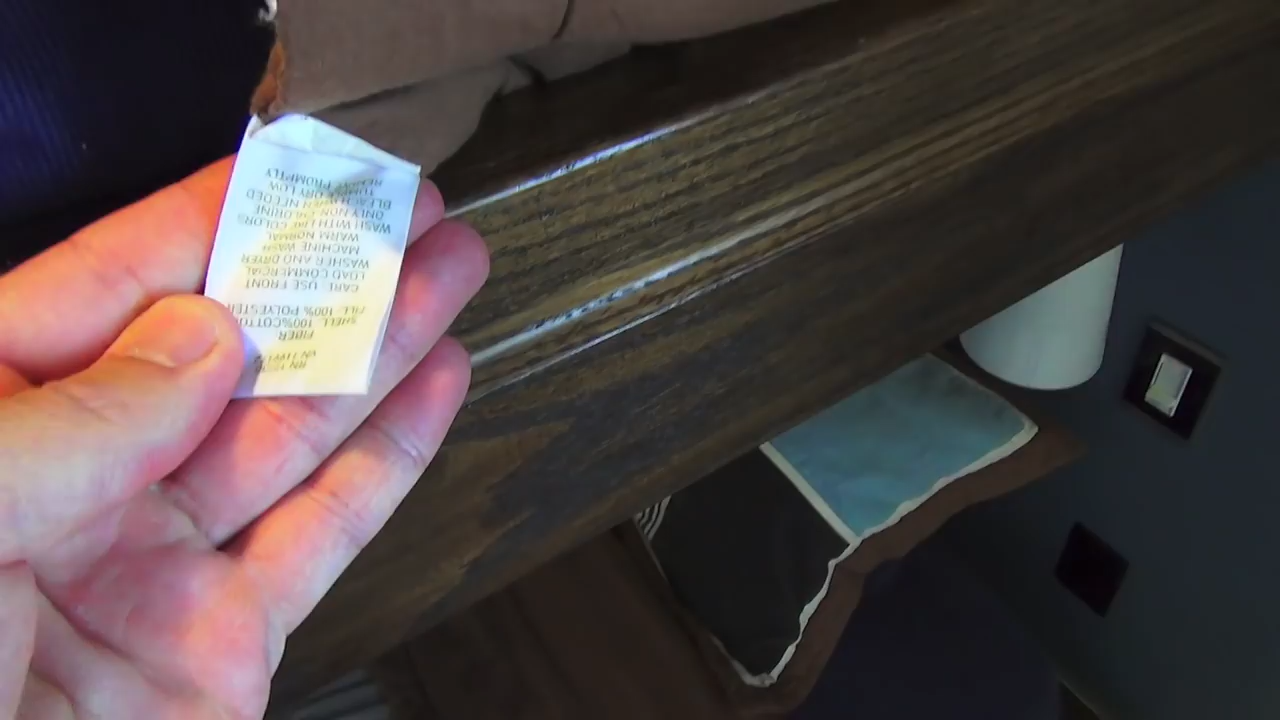 FIBER
SHELL: 100%COTTON
FILL: 100% POLYESTER
CARE: USE FRONT
LOAD COMMERCIAL
WASHER AND DRYER
MACHINE WASH
WARM NORMAL
WASH WITH LIKE COLORS
ONLY NON-CHLORINE
BLEACH WHEN NEEDED
TUMBLE DRY LOW
REMOVE PROMPTLY